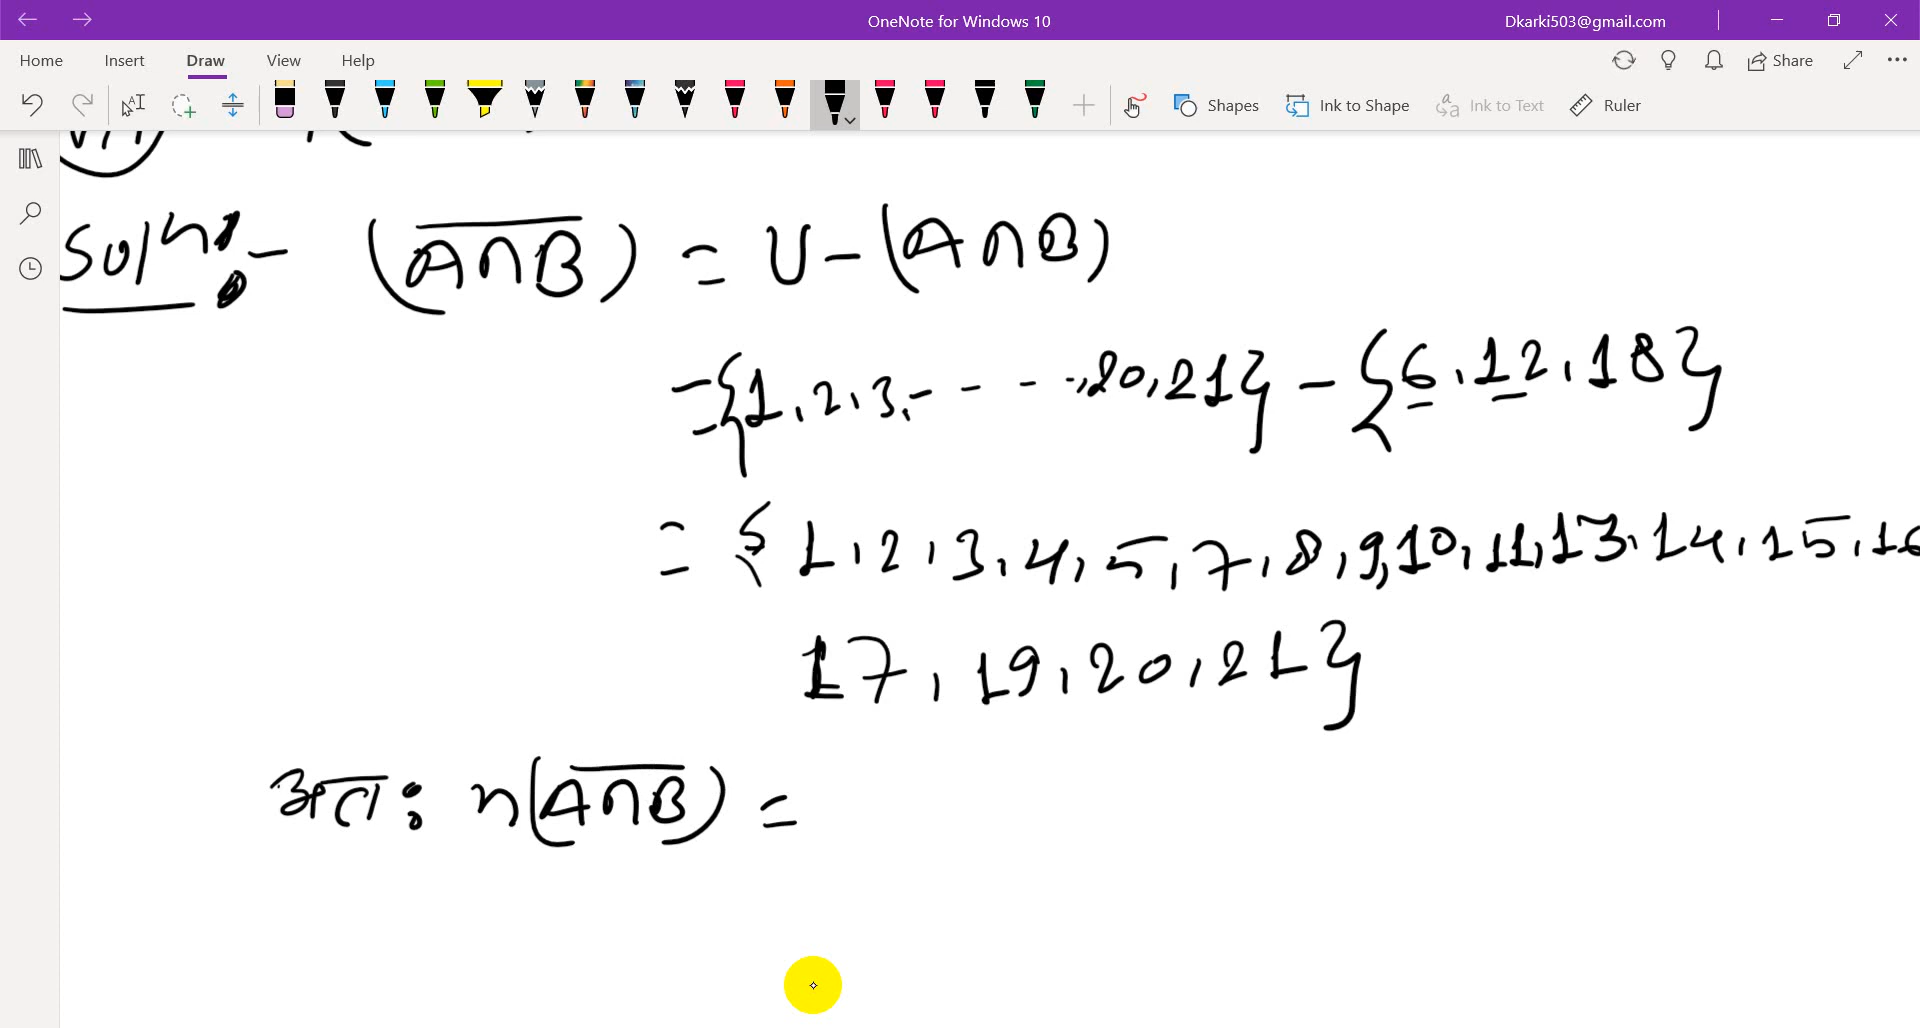 OneNote for Windows 10
Dkarki503@gmail.com
Home Insert Draw View Help
Share
Shapes Ink to Shape Ink to Text Ruler
Solⁿ:- (\overline{A∩B}) = U - (A∩B)
= {1, 2, 3, - - - -, 20, 21} - {6, 12, 18}
= { 1, 2, 3, 4, 5, 7, 8, 9, 10, 11, 13, 14, 15, 16
17, 19, 20, 21}
अतः n(\overline{A∩B}) =